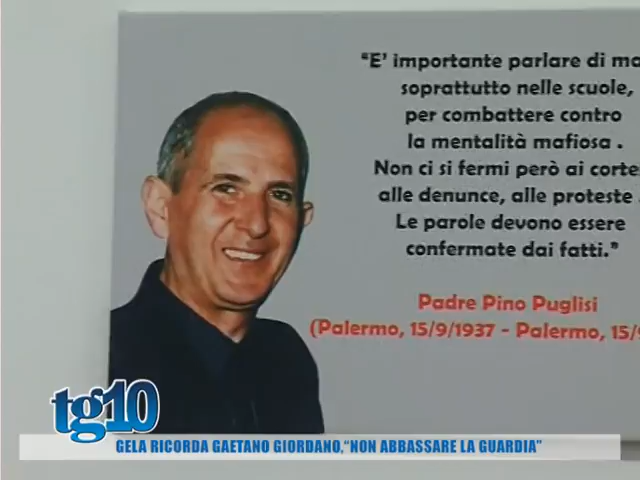 "E' importante parlare di ma
soprattutto nelle scuole,
per combattere contro
la mentalità mafiosa .
Non ci si fermi però ai corte
alle denunce, alle proteste .
Le parole devono essere
confermate dai fatti."
Padre Pino Puglisi
(Palermo, 15/9/1937 - Palermo, 15/9
tg10
GELA RICORDA GAETANO GIORDANO,"NON ABBASSARE LA GUARDIA"